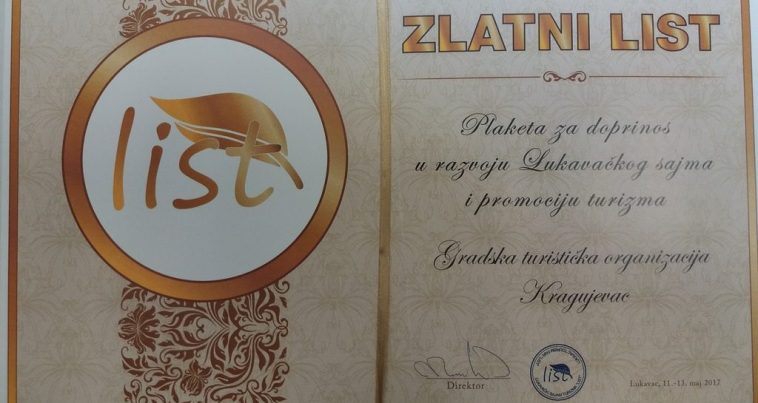 list
ZLATNI LIST
Plaketa za doprinos
u razvoju Lukavačkog sajma
i promociju turizma
Gradska turistička organizacija
Kragujevac
Direktor
list
Lukavac, 11.-13. maj 2017